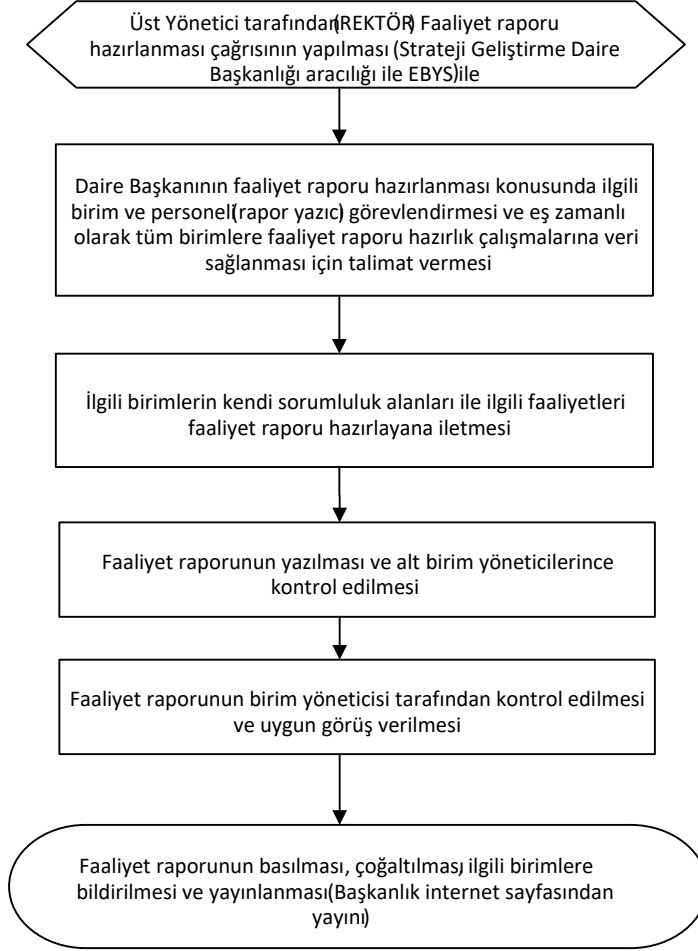 Üst Yönetici tarafından(REKTÖR) Faaliyet raporu
hazırlanması çağrısının yapılması (Strateji Geliştirme Daire
Başkanlığı aracılığı ile EBYS)ile
Daire Başkanının faaliyet raporu hazırlanması konusunda ilgili
birim ve personeli(rapor yazıcı) görevlendirmesi ve eş zamanlı
olarak tüm birimlere faaliyet raporu hazırlık çalışmalarına veri
sağlanması için talimat vermesi
İlgili birimlerin kendi sorumluluk alanları ile ilgili faaliyetleri
faaliyet raporu hazırlayana iletmesi
Faaliyet raporunun yazılması ve alt birim yöneticilerince
kontrol edilmesi
Faaliyet raporunun birim yöneticisi tarafından kontrol edilmesi
ve uygun görüş verilmesi
Faaliyet raporunun basılması, çoğaltılması, ilgili birimlere
bildirilmesi ve yayınlanması(Başkanlık internet sayfasından
yayını)